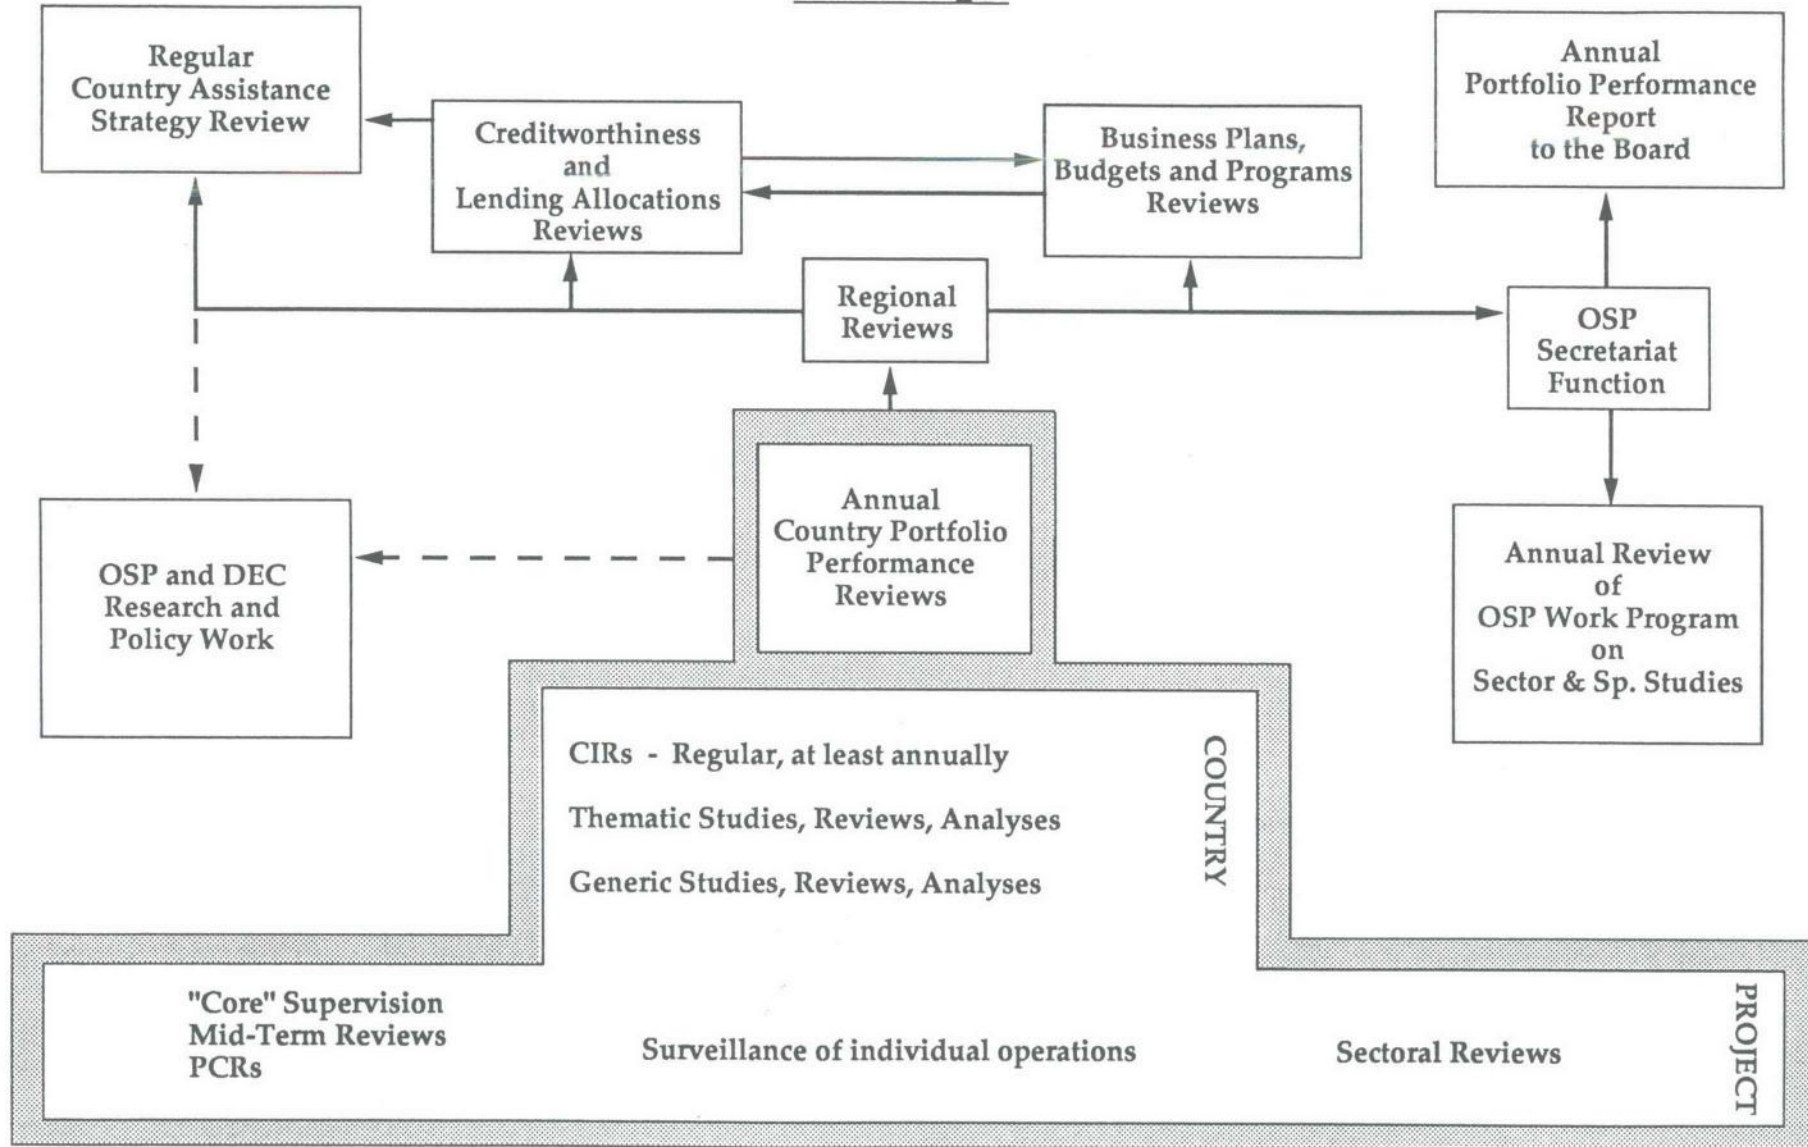 Regular
Country Assistance
Strategy Review
Creditworthiness
and
Lending Allocations
Reviews
Business Plans,
Budgets and Programs
Reviews
Annual
Portfolio Performance
Report
to the Board
Regional
Reviews
OSP
Secretariat
Function
OSP and DEC
Research and
Policy Work
Annual
Country Portfolio
Performance
Reviews
Annual Review
of
OSP Work Program
on
Sector & Sp. Studies
CIRs - Regular, at least annually
Thematic Studies, Reviews, Analyses
Generic Studies, Reviews, Analyses
COUNTRY
"Core" Supervision
Mid-Term Reviews
PCRs
Surveillance of individual operations
Sectoral Reviews
PROJECT